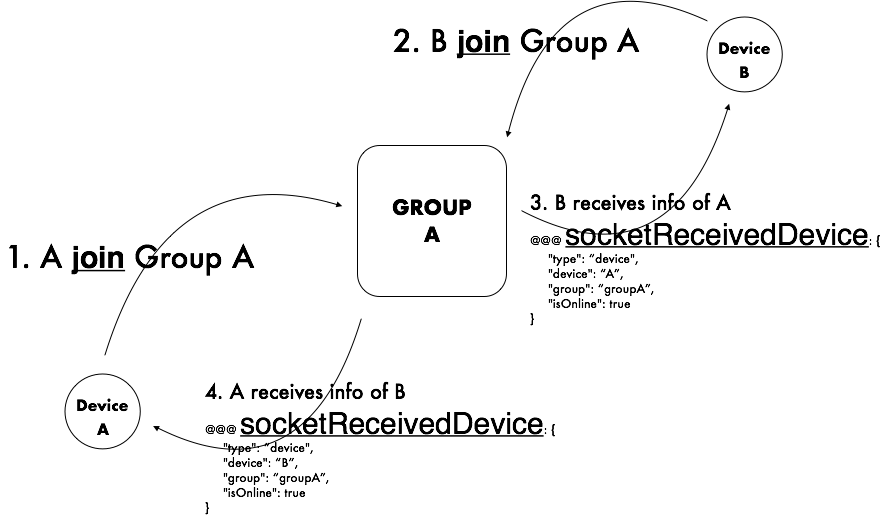 2. B join Group A
Device
B
GROUP
A
3. B receives info of A
@@@ socketReceivedDevice: {
"type": “device",
"device": “A”,
"group": “groupA”,
"isOnline": true
}
1. A join Group A
Device
A
4. A receives info of B
@@@ socketReceivedDevice: {
"type": “device",
"device": “B”,
"group": “groupA”,
"isOnline": true
}